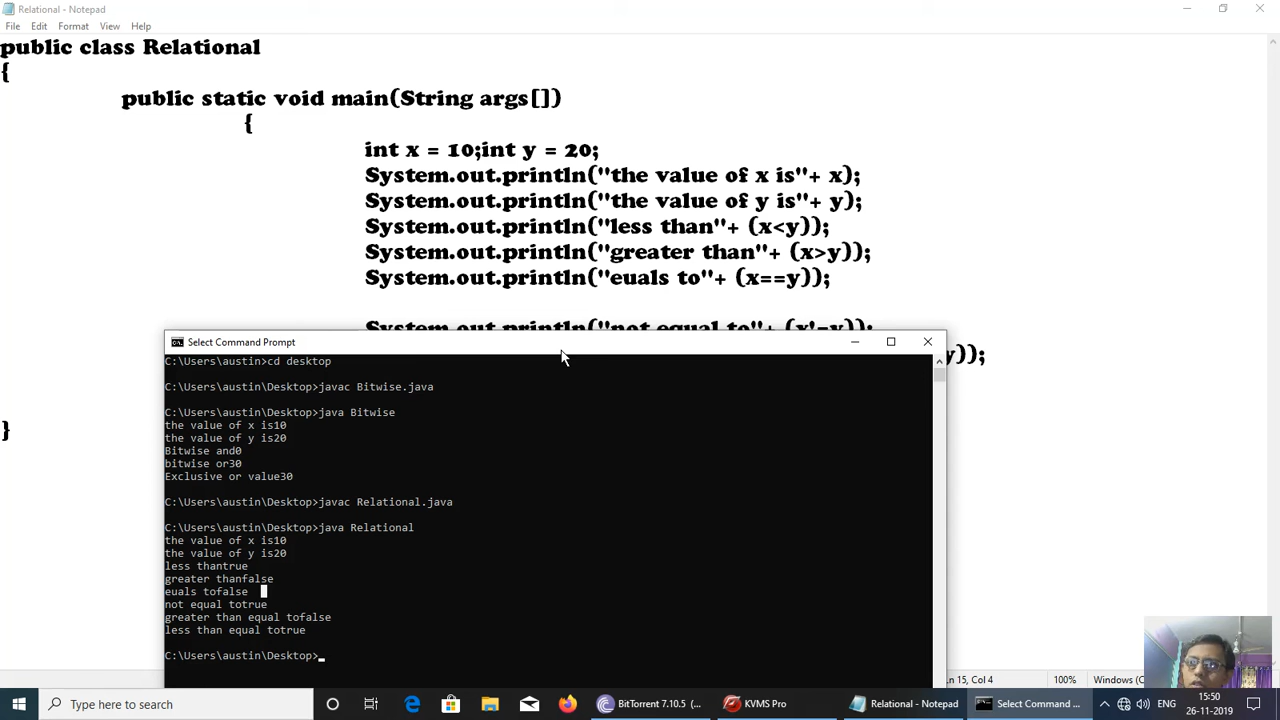 Relational - Notepad
File Edit Format View Help
public class Relational
{
public static void main(String args[])
{
int x = 10;int y = 20;
System.out.println("the value of x is"+ x);
System.out.println("the value of y is"+ y);
System.out.println("less than"+ (x<y));
System.out.println("greater than"+ (x>y));
System.out.println("euals to"+ (x==y));
System.out.println("not equal to"+ (x!=y));
y));
}
Select Command Prompt
C:\Users\austin>cd desktop
C:\Users\austin\Desktop>javac Bitwise.java
C:\Users\austin\Desktop>java Bitwise
the value of x is10
the value of y is20
Bitwise and0
bitwise or30
Exclusive or value30
C:\Users\austin\Desktop>javac Relational.java
C:\Users\austin\Desktop>java Relational
the value of x is10
the value of y is20
less thantrue
greater thanfalse
euals tofalse
not equal totrue
greater than equal tofalse
less than equal totrue
C:\Users\austin\Desktop>
Ln 15, Col 4 100% Windows (C
Type here to search
BitTorrent 7.10.5 (...
KVMS Pro
Relational - Notepad
Select Command ...
ENG
15:50
26-11-2019